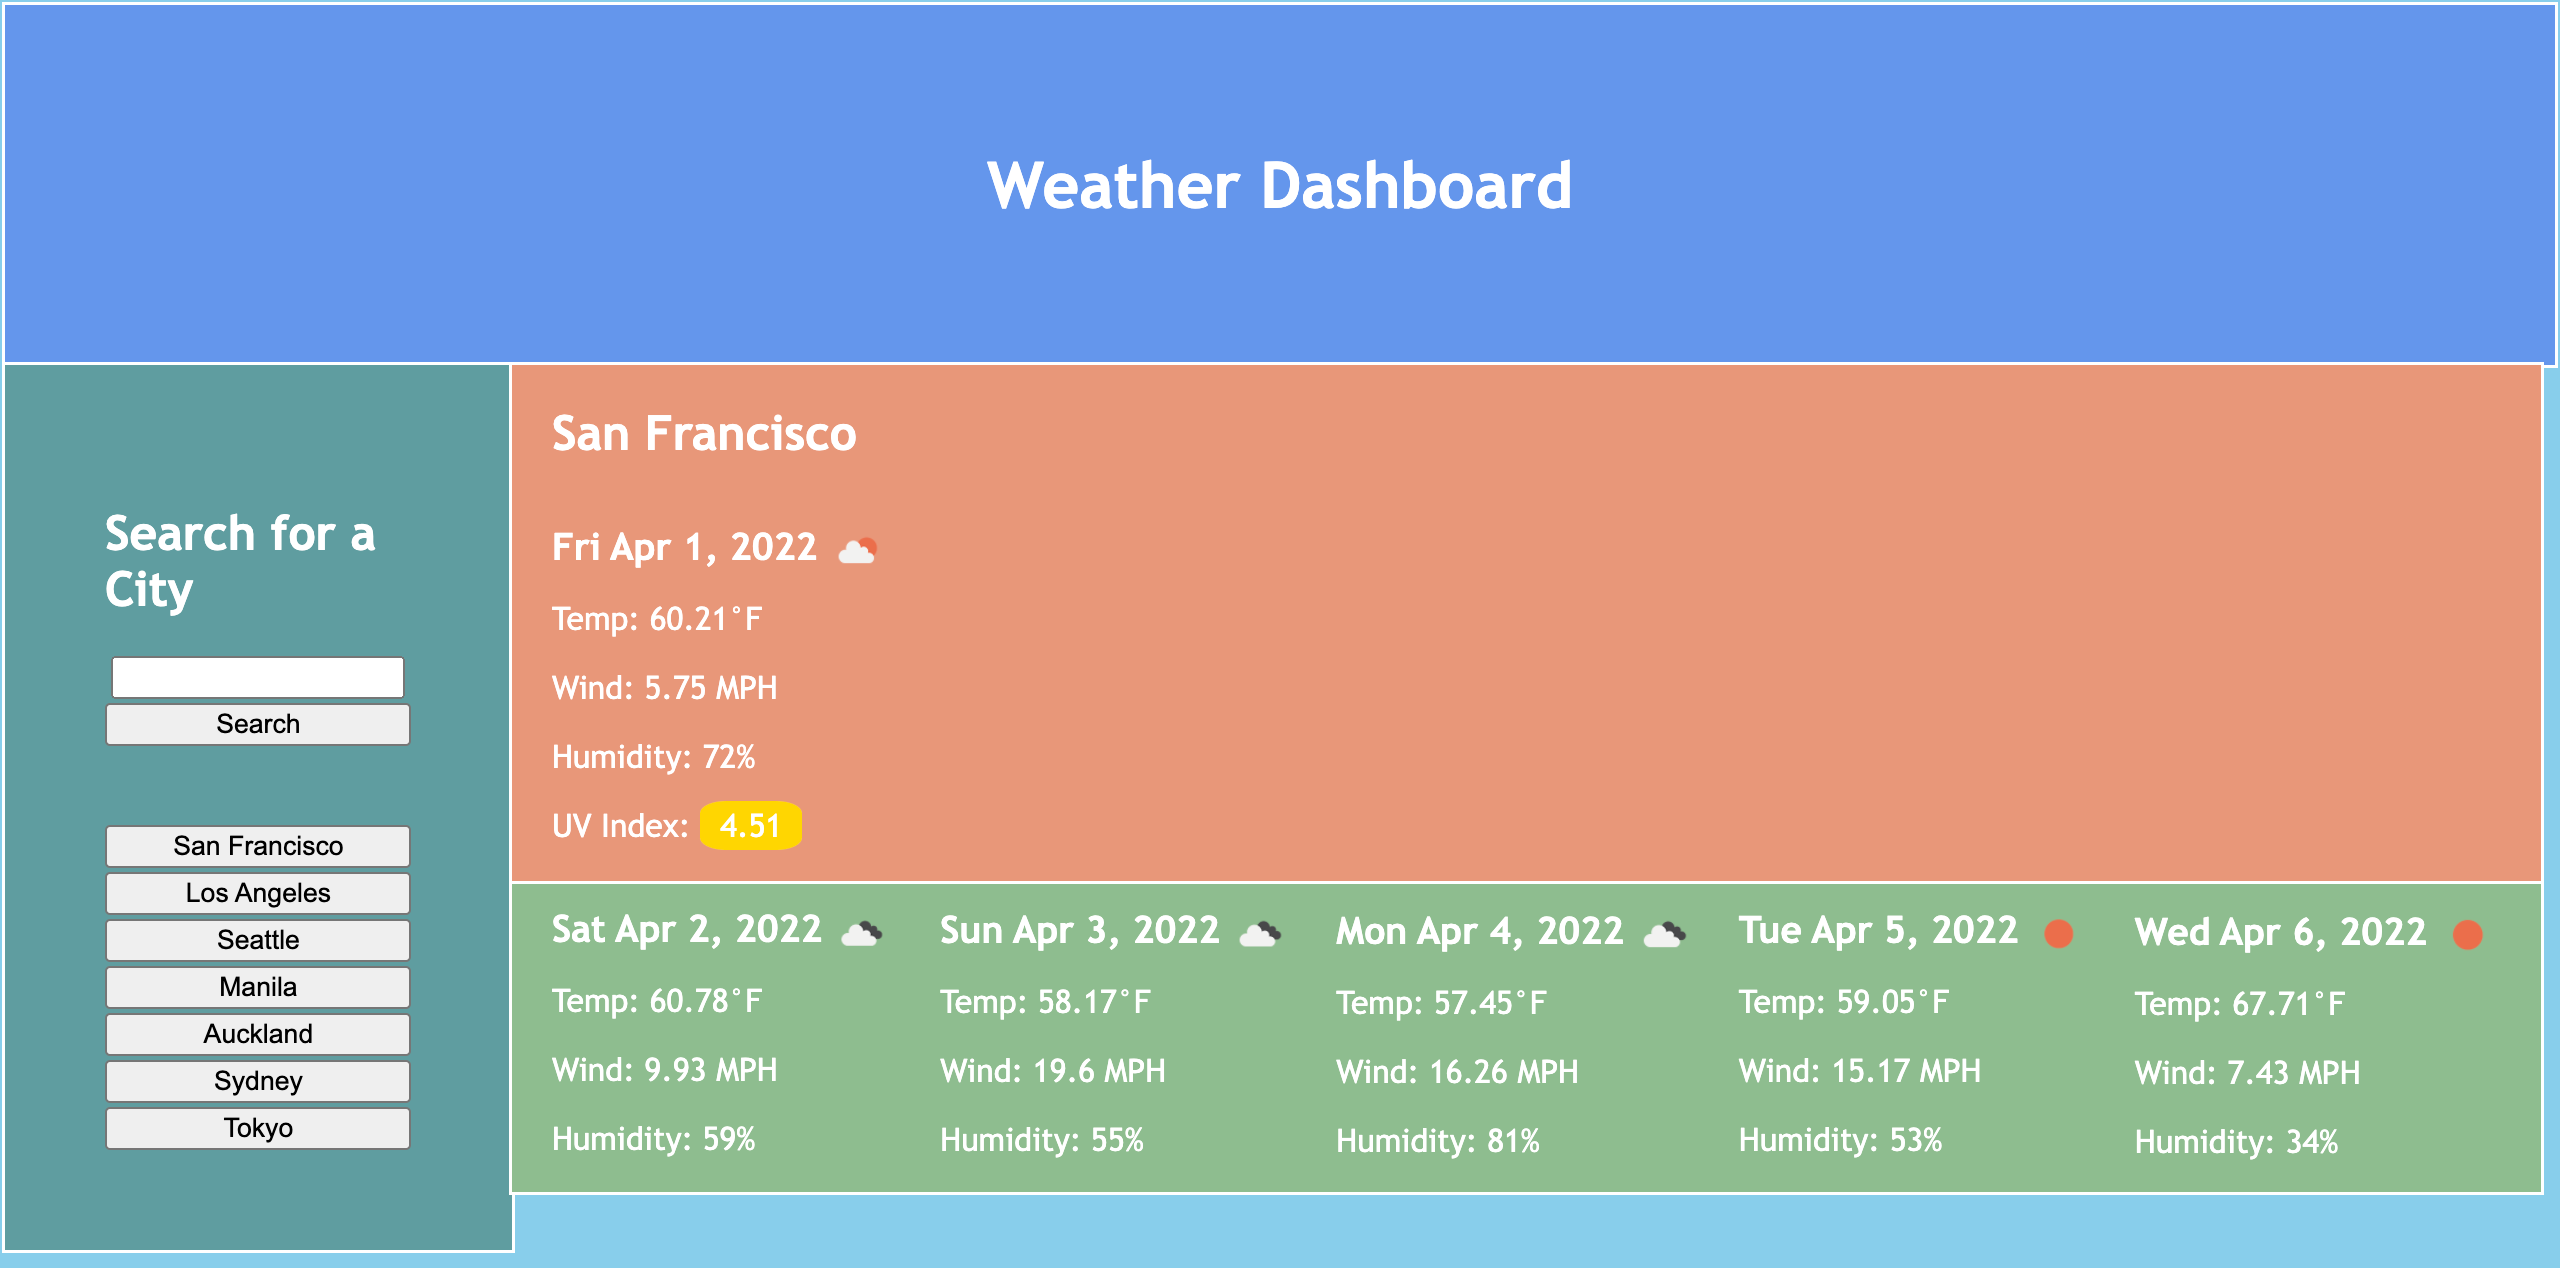 Weather Dashboard
Search for a
City
Search
San Francisco
Los Angeles
Seattle
Manila
Auckland
Sydney
Tokyo
San Francisco
Fri Apr 1, 2022
Temp: 60.21°F
Wind: 5.75 MPH
Humidity: 72%
UV Index: 4.51
Sat Apr 2, 2022
Temp: 60.78°F
Wind: 9.93 MPH
Humidity: 59%
Sun Apr 3, 2022
Temp: 58.17°F
Wind: 19.6 MPH
Humidity: 55%
Mon Apr 4, 2022
Temp: 57.45°F
Wind: 16.26 MPH
Humidity: 81%
Tue Apr 5, 2022
Temp: 59.05°F
Wind: 15.17 MPH
Humidity: 53%
Wed Apr 6, 2022
Temp: 67.71°F
Wind: 7.43 MPH
Humidity: 34%